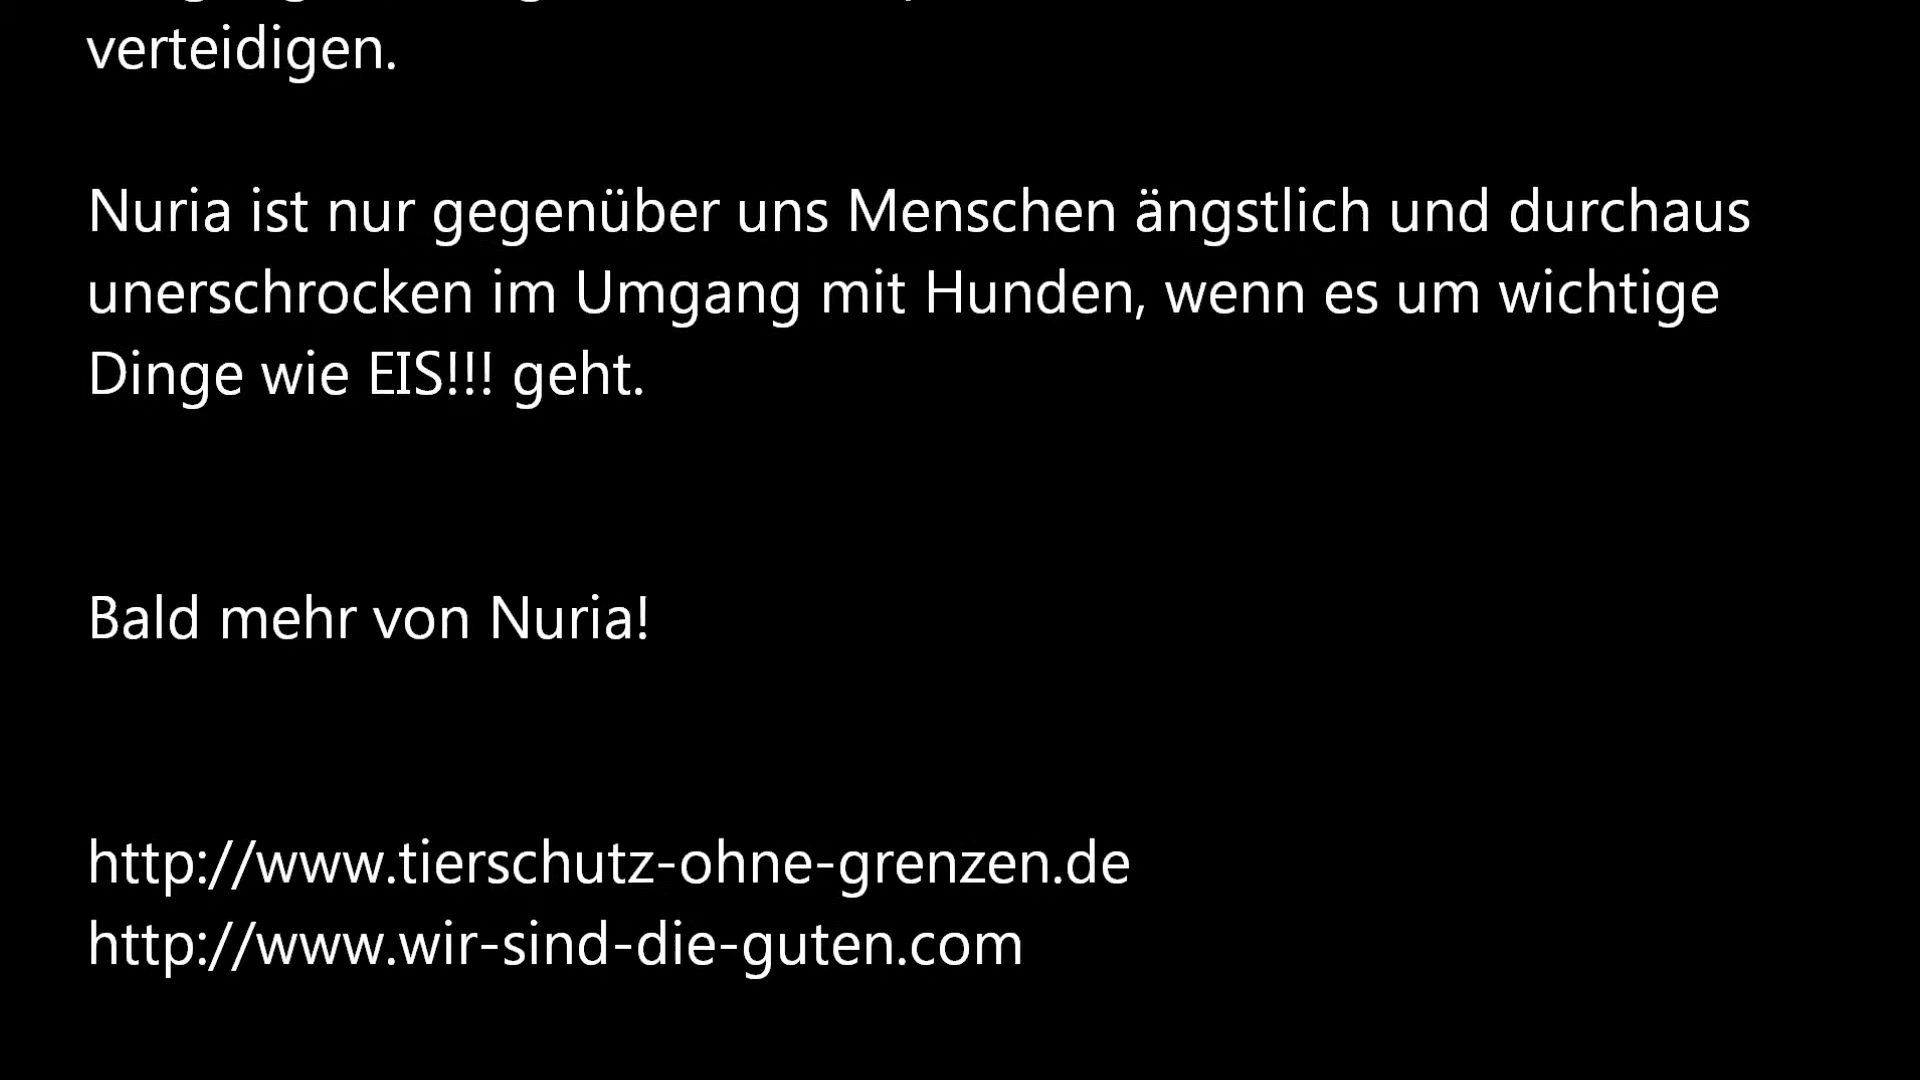 verteidigen.
Nuria ist nur gegenüber uns Menschen ängstlich und durchaus
unerschrocken im Umgang mit Hunden, wenn es um wichtige
Dinge wie EIS!!! geht.
Bald mehr von Nuria!
http://www.tierschutz-ohne-grenzen.de
http://www.wir-sind-die-guten.com